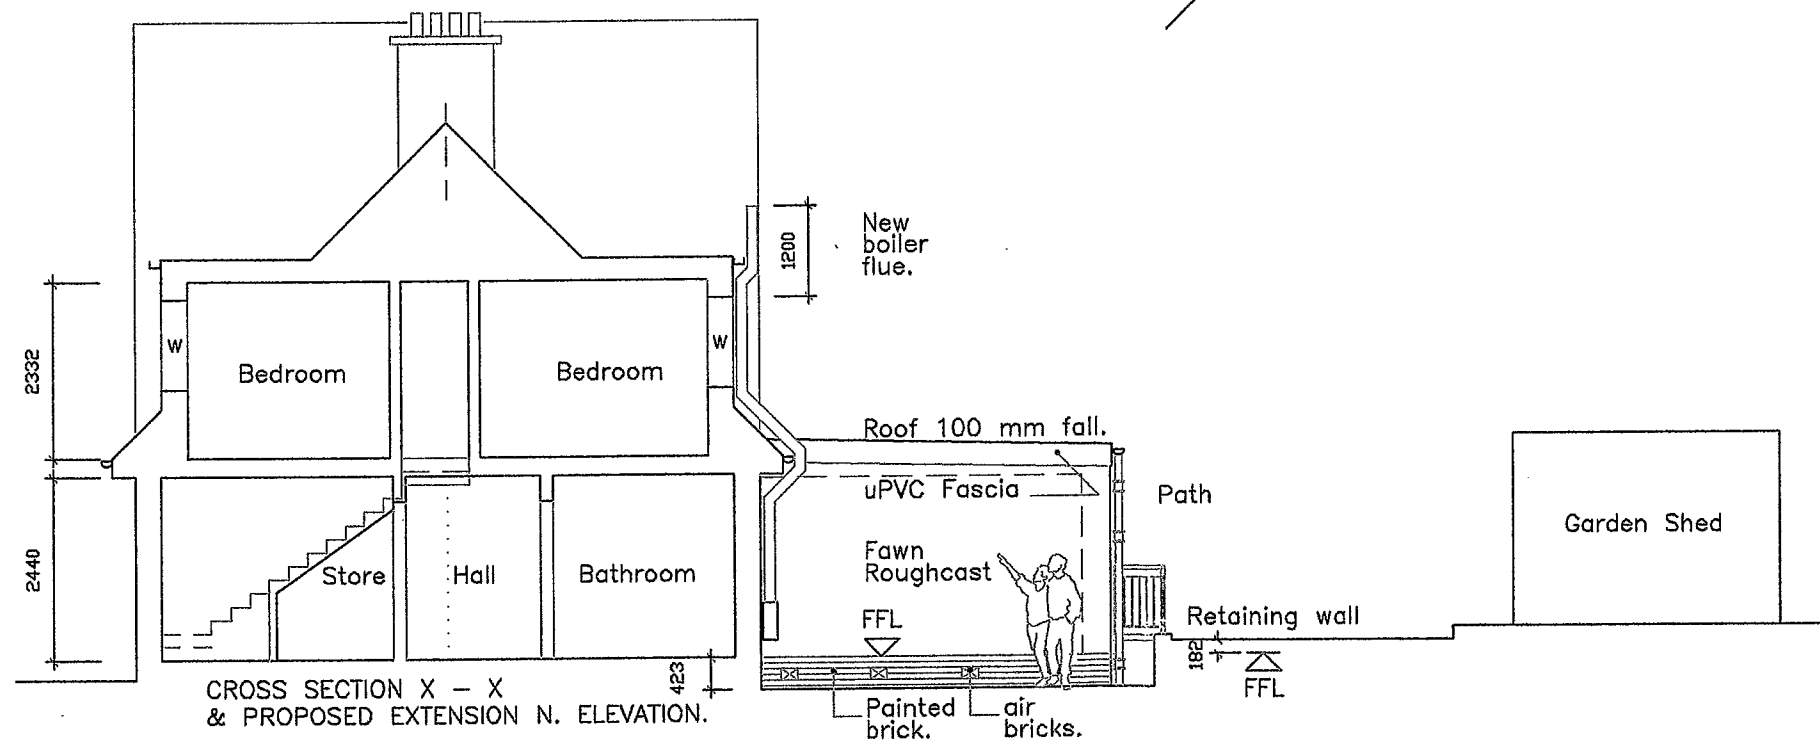 New
boiler
flue.
1200
2332
W
Bedroom
Bedroom
W
Roof 100 mm fall.
uPVC Fascia
Path
Garden Shed
2440
Store
Hall
Bathroom
Fawn
Roughcast
FFL
Retaining wall
182
FFL
423
CROSS SECTION X - X
& PROPOSED EXTENSION N. ELEVATION.
Painted
brick.
air
bricks.